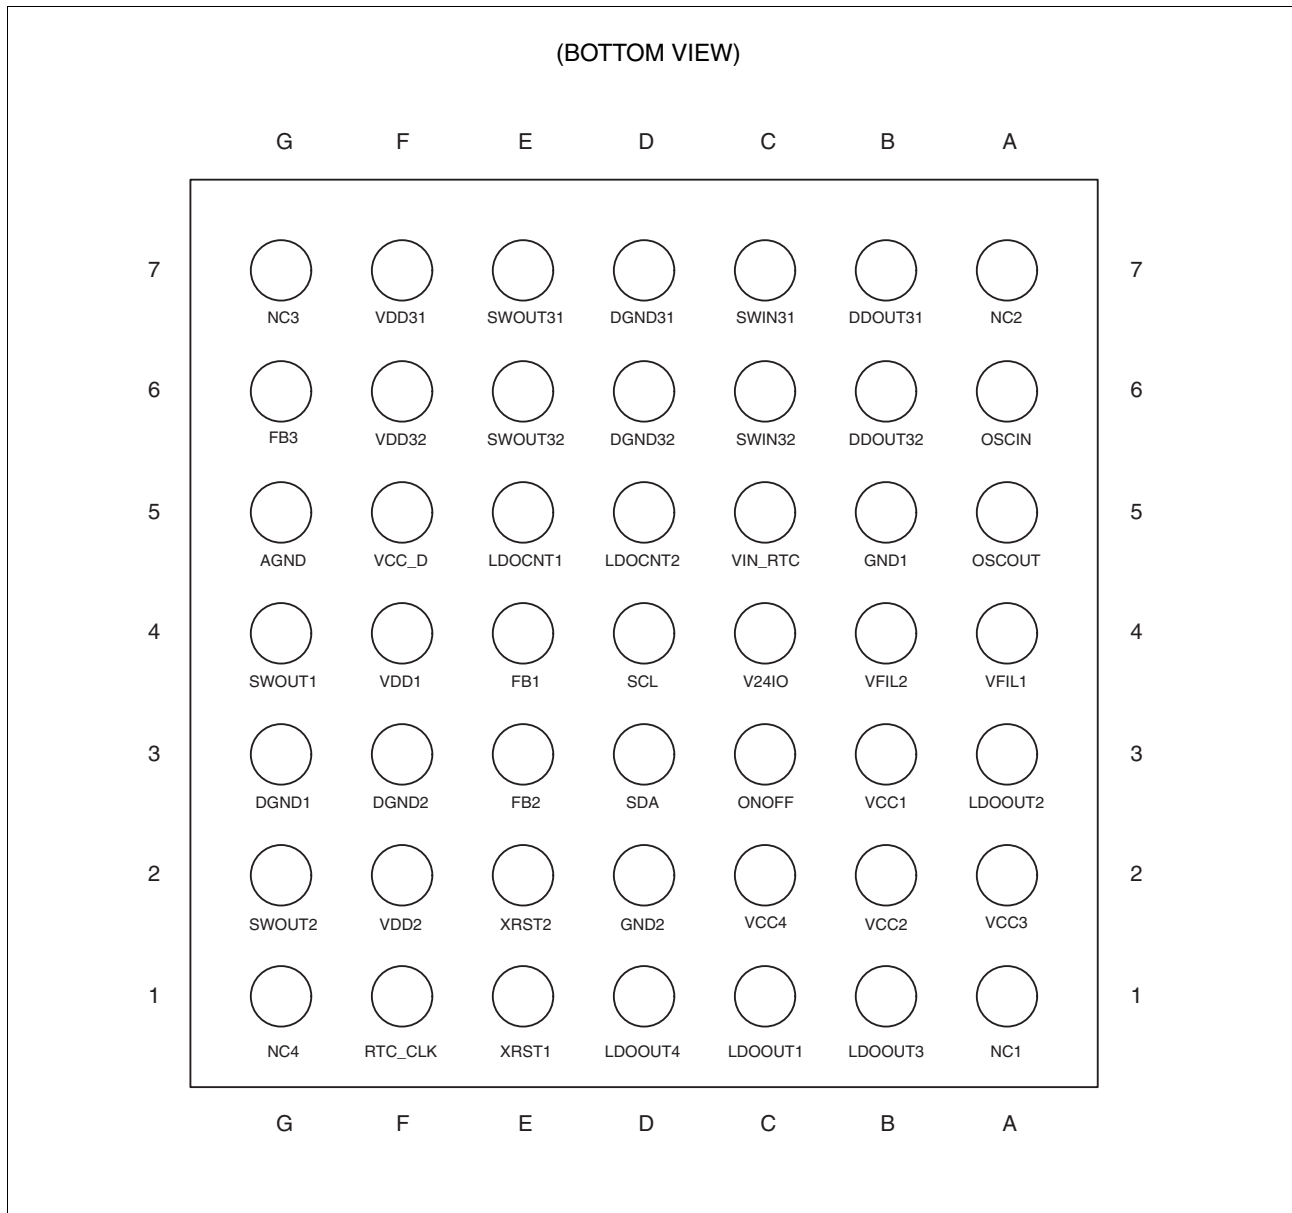 (BOTTOM VIEW)
G F E D C B A
7 7
NC3 VDD31 SWOUT31 DGND31 SWIN31 DDOUT31 NC2
6 6
FB3 VDD32 SWOUT32 DGND32 SWIN32 DDOUT32 OSCIN
5 5
AGND VCC_D LDOCNT1 LDOCNT2 VIN_RTC GND1 OSCOUT
4 4
SWOUT1 VDD1 FB1 SCL V24IO VFIL2 VFIL1
3 3
DGND1 DGND2 FB2 SDA ONOFF VCC1 LDOOUT2
2 2
SWOUT2 VDD2 XRST2 GND2 VCC4 VCC2 VCC3
1 1
NC4 RTC_CLK XRST1 LDOOUT4 LDOOUT1 LDOOUT3 NC1
G F E D C B A